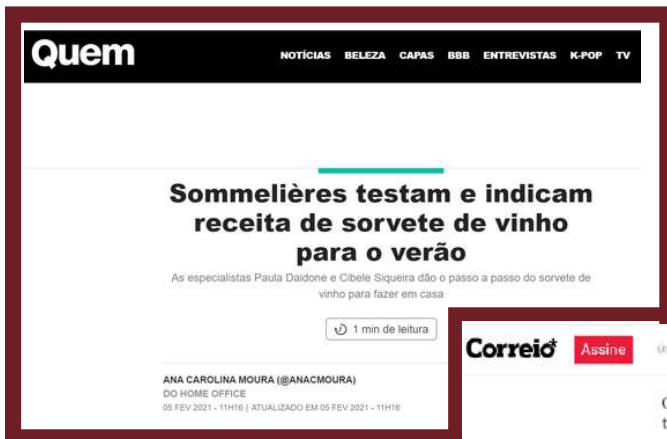 Quem
NOTÍCIAS BELEZA CAPAS BBB ENTREVISTAS K-POP TV
Sommelières testam e indicam
receita de sorvete de vinho
para o verão
As especialistas Paula Daidone e Cibele Siqueira dão o passo a passo do sorvete de
vinho para fazer em casa
1 min de leitura
ANA CAROLINA MOURA (@ANACMOURA)
DO HOME OFFICE
05 FEV 2021 - 11H16 | ATUALIZADO EM 05 FEV 2021 - 11H16
Correio*
Assine